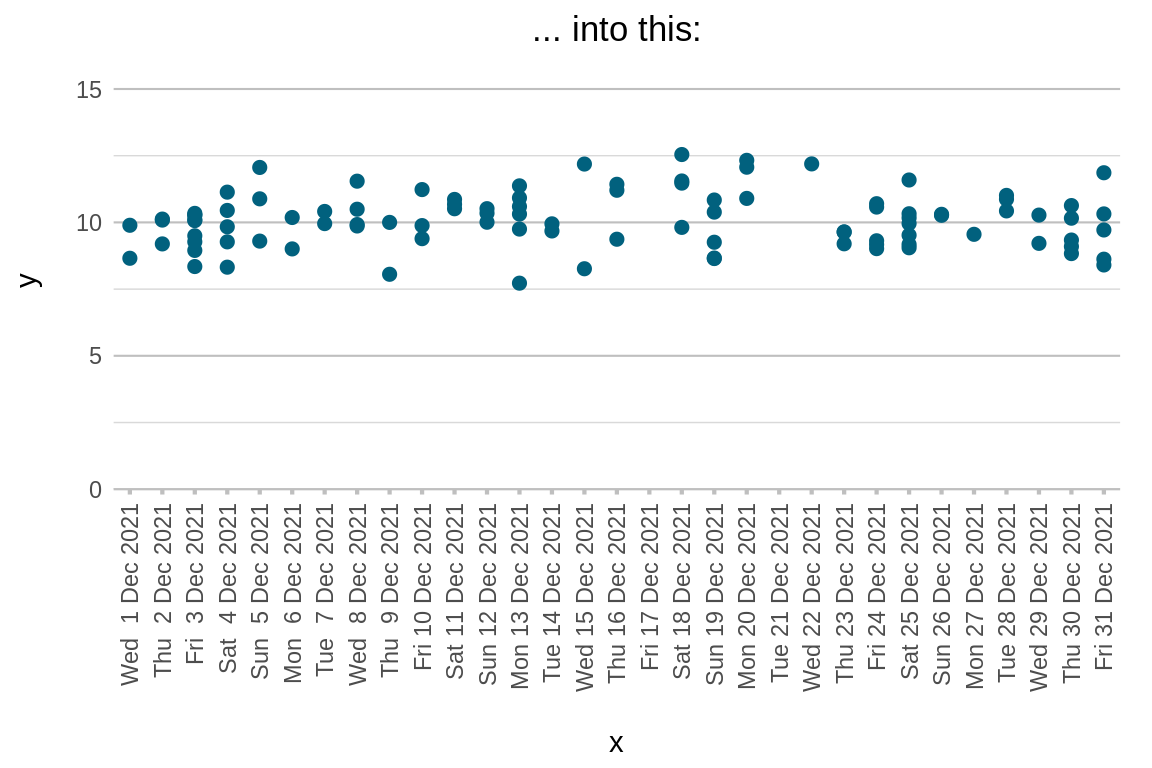 ... into this:
15
10
5
0
y
Wed  1 Dec 2021
Thu  2 Dec 2021
Fri  3 Dec 2021
Sat  4 Dec 2021
Sun  5 Dec 2021
Mon  6 Dec 2021
Tue  7 Dec 2021
Wed  8 Dec 2021
Thu  9 Dec 2021
Fri 10 Dec 2021
Sat 11 Dec 2021
Sun 12 Dec 2021
Mon 13 Dec 2021
Tue 14 Dec 2021
Wed 15 Dec 2021
Thu 16 Dec 2021
Fri 17 Dec 2021
Sat 18 Dec 2021
Sun 19 Dec 2021
Mon 20 Dec 2021
Tue 21 Dec 2021
Wed 22 Dec 2021
Thu 23 Dec 2021
Fri 24 Dec 2021
Sat 25 Dec 2021
Sun 26 Dec 2021
Mon 27 Dec 2021
Tue 28 Dec 2021
Wed 29 Dec 2021
Thu 30 Dec 2021
Fri 31 Dec 2021
x